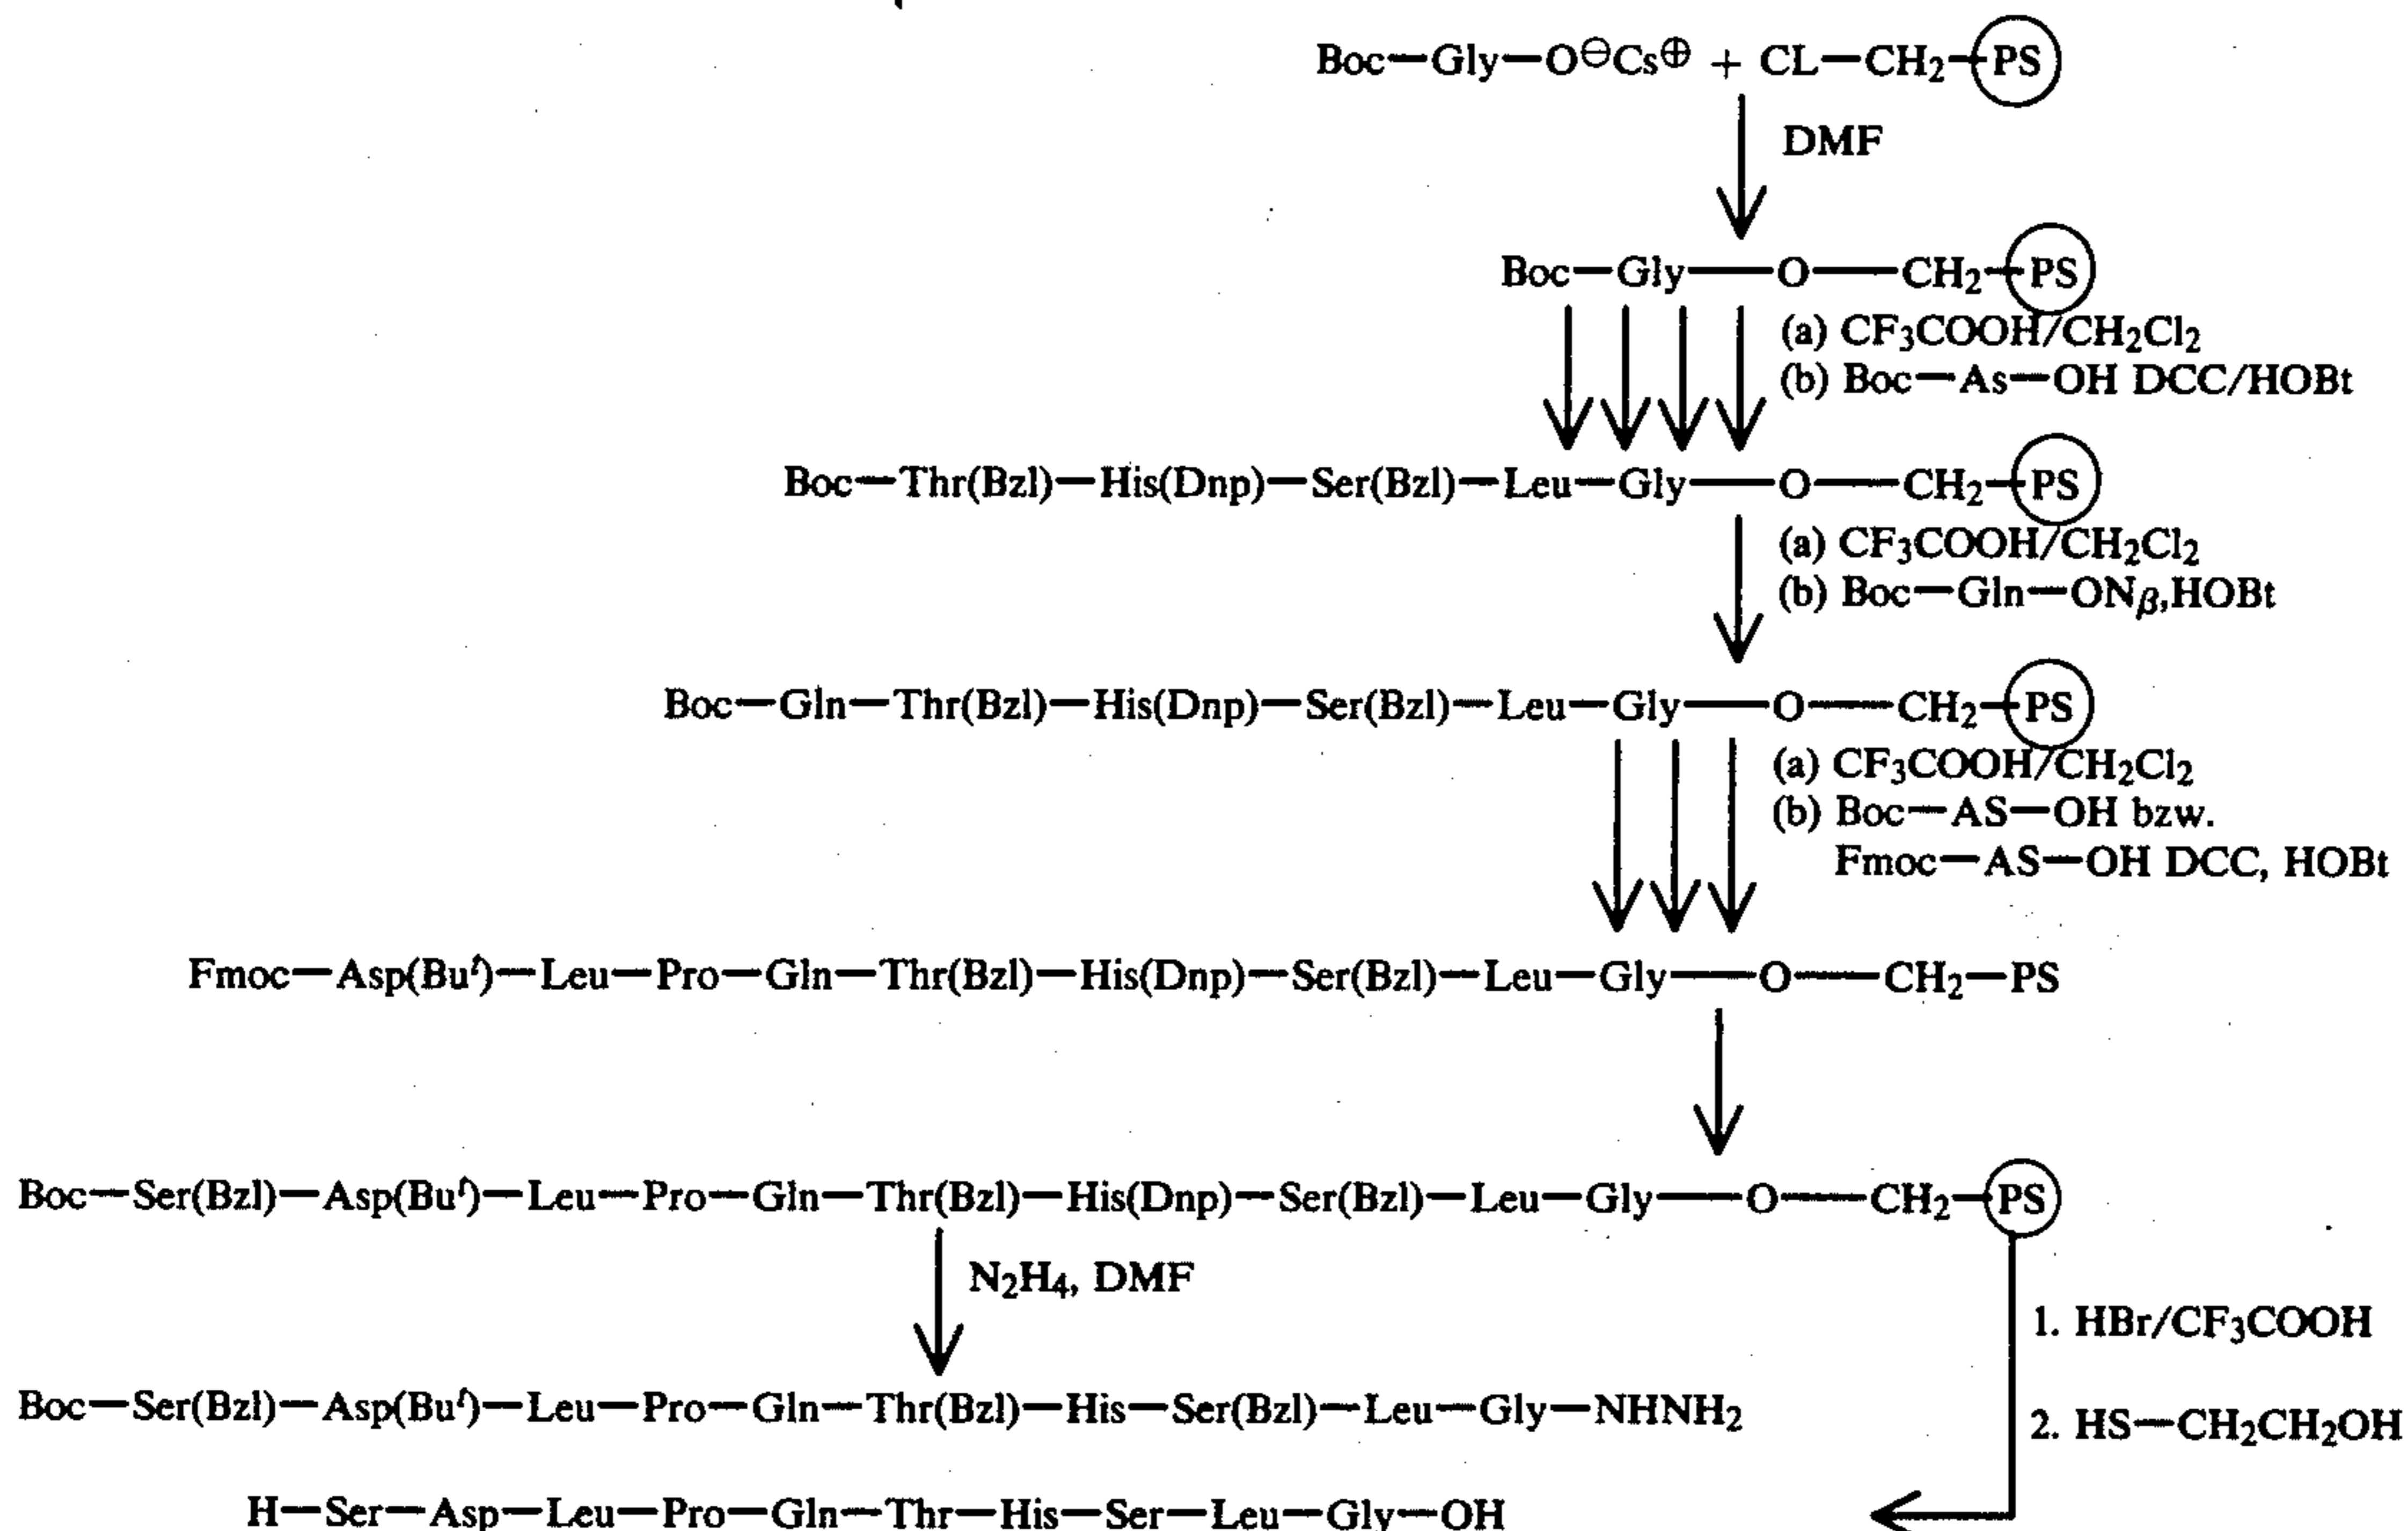 Boc—Gly—O⊖Cs⊕ + CL—CH₂—PS
DMF
Boc—Gly—O—CH₂—PS
(a) CF₃COOH/CH₂Cl₂
(b) Boc—As—OH DCC/HOBt
Boc—Thr(Bzl)—His(Dnp)—Ser(Bzl)—Leu—Gly—O—CH₂—PS
(a) CF₃COOH/CH₂Cl₂
(b) Boc—Gln—ONᵦ,HOBt
Boc—Gln—Thr(Bzl)—His(Dnp)—Ser(Bzl)—Leu—Gly—O—CH₂—PS
(a) CF₃COOH/CH₂Cl₂
(b) Boc—AS—OH bzw.
Fmoc—AS—OH DCC, HOBt
Fmoc—Asp(Buᵗ)—Leu—Pro—Gln—Thr(Bzl)—His(Dnp)—Ser(Bzl)—Leu—Gly—O—CH₂—PS
Boc—Ser(Bzl)—Asp(Buᵗ)—Leu—Pro—Gln—Thr(Bzl)—His(Dnp)—Ser(Bzl)—Leu—Gly—O—CH₂—PS
N₂H₄, DMF
1. HBr/CF₃COOH
Boc—Ser(Bzl)—Asp(Buᵗ)—Leu—Pro—Gln—Thr(Bzl)—His—Ser(Bzl)—Leu—Gly—NHNH₂
2. HS—CH₂CH₂OH
H—Ser—Asp—Leu—Pro—Gln—Thr—His—Ser—Leu—Gly—OH